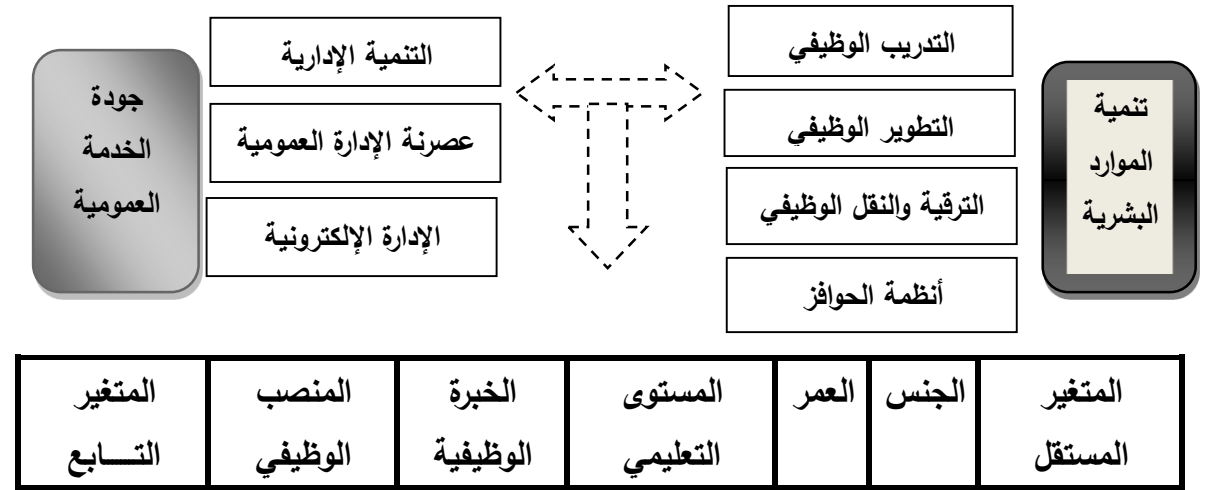 تنمية
الموارد
البشرية
التدريب الوظيفي
التطوير الوظيفي
الترقية والنقل الوظيفي
أنظمة الحوافز
التنمية الإدارية
عصرنة الإدارة العمومية
الإدارة الإلكترونية
جودة
الخدمة
العمومية
المتغير
المستقل
الجنس
العمر
المستوى
التعليمي
الخبرة
الوظيفية
المنصب
الوظيفي
المتغير
التـــابع